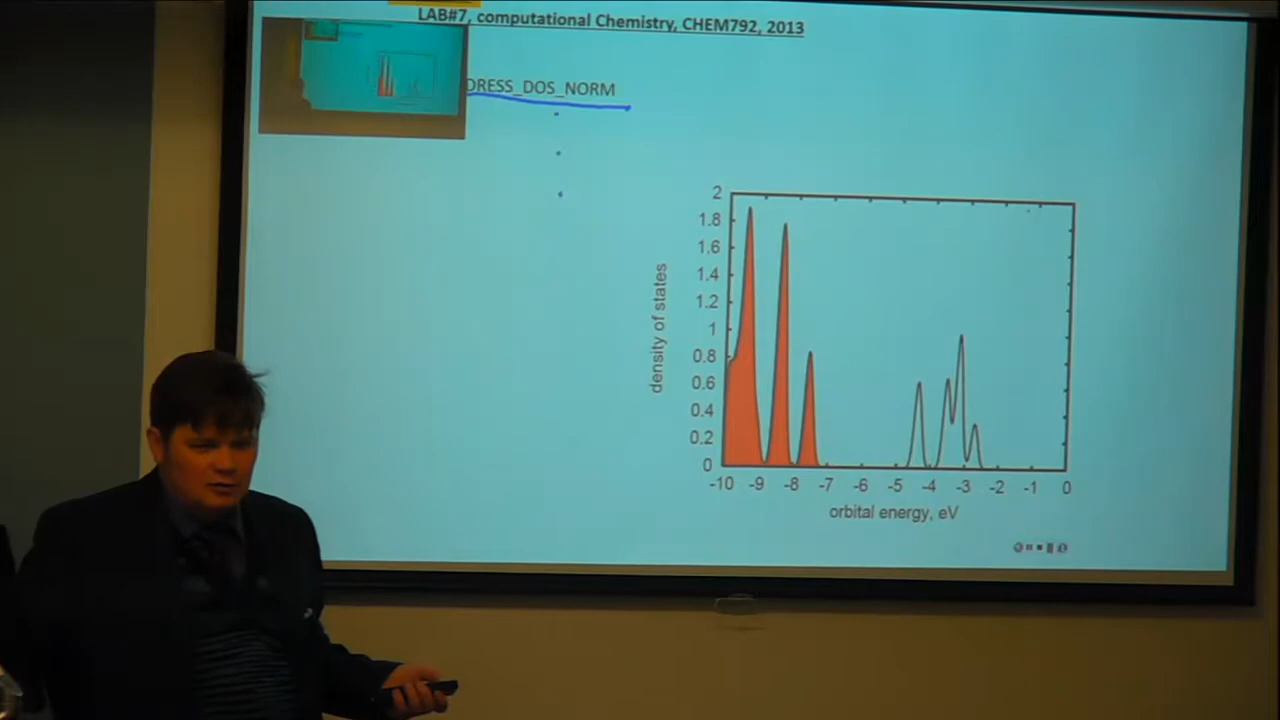 LAB#7, computational Chemistry, CHEM792, 2013
DRESS_DOS_NORM
density of states
2
1.8
1.6
1.4
1.2
1
0.8
0.6
0.4
0.2
0
-10 -9 -8 -7 -6 -5 -4 -3 -2 -1 0
orbital energy, eV